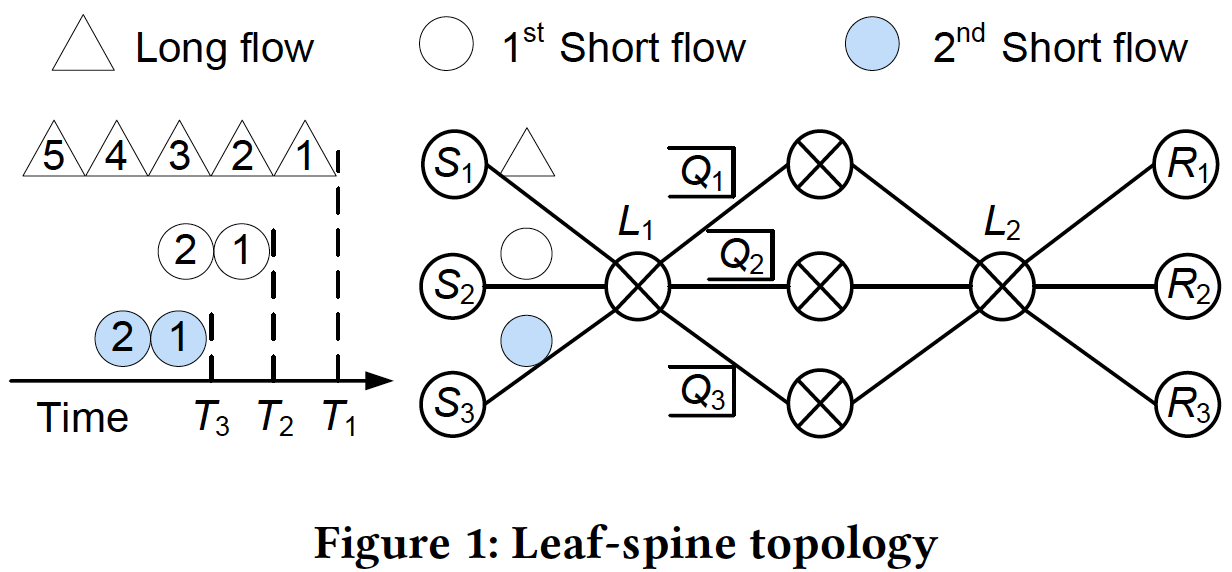 Long flow
1st Short flow
2nd Short flow
5 4 3 2 1
2 1
2 1
Time T3 T2 T1
S1
S2
S3
L1
Q1
Q2
Q3
L2
R1
R2
R3
Figure 1: Leaf-spine topology